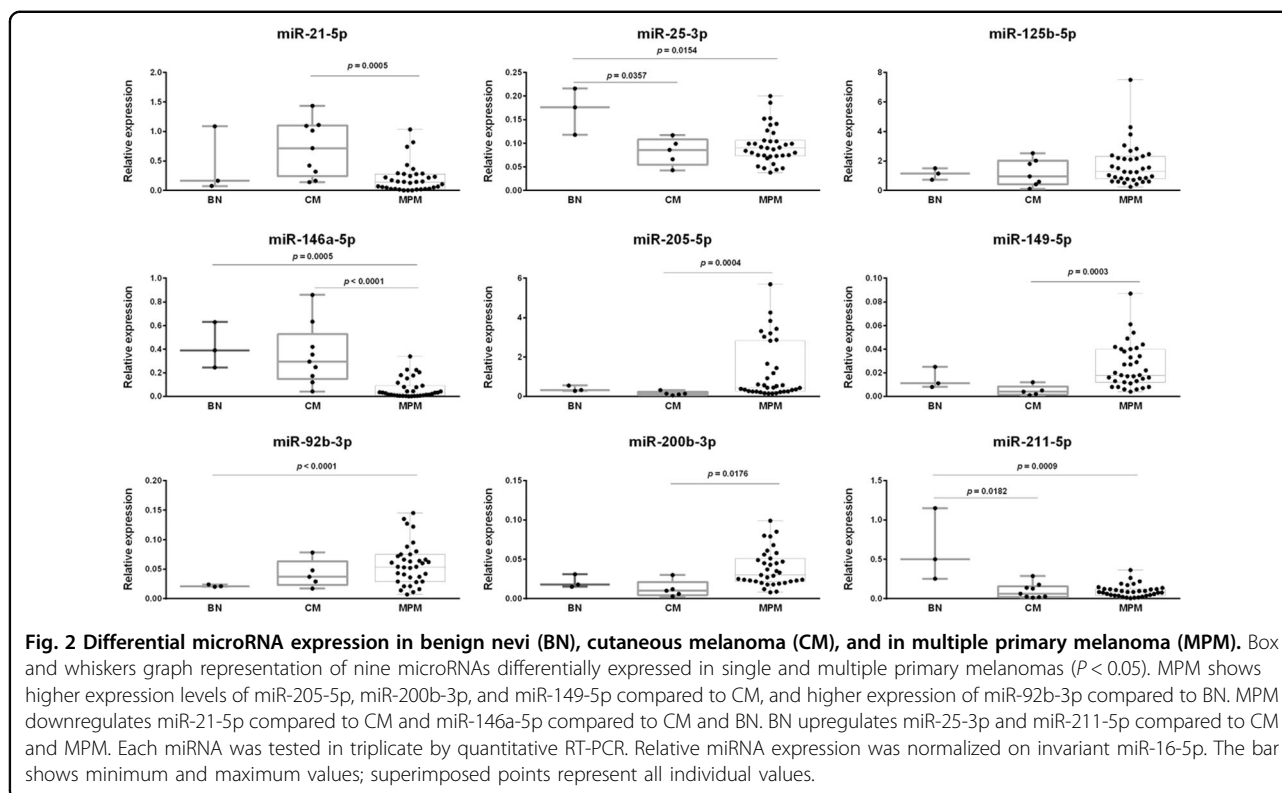 miR-21-5p
miR-25-3p
miR-125b-5p
Relative expression
2.0
1.5
1.0
0.5
0.0
p = 0.0005
BN
CM
MPM
Relative expression
0.25
0.20
0.15
0.10
0.05
0.00
p = 0.0154
p = 0.0357
BN
CM
MPM
Relative expression
8
6
4
2
0
BN
CM
MPM
miR-146a-5p
miR-205-5p
miR-149-5p
Relative expression
1.0
0.8
0.6
0.4
0.2
0.0
p = 0.0005
p < 0.0001
BN
CM
MPM
Relative expression
6
4
2
0
p = 0.0004
BN
CM
MPM
Relative expression
0.10
0.08
0.06
0.04
0.02
0.00
p = 0.0003
BN
CM
MPM
miR-92b-3p
miR-200b-3p
miR-211-5p
Relative expression
0.20
0.15
0.10
0.05
0.00
p < 0.0001
BN
CM
MPM
Relative expression
0.15
0.10
0.05
0.00
p = 0.0176
BN
CM
MPM
Relative expression
1.5
1.0
0.5
0.0
p = 0.0009
p = 0.0182
BN
CM
MPM
Fig. 2 Differential microRNA expression in benign nevi (BN), cutaneous melanoma (CM), and in multiple primary melanoma (MPM). Box
and whiskers graph representation of nine microRNAs differentially expressed in single and multiple primary melanomas (P < 0.05). MPM shows
higher expression levels of miR-205-5p, miR-200b-3p, and miR-149-5p compared to CM, and higher expression of miR-92b-3p compared to BN. MPM
downregulates miR-21-5p compared to CM and miR-146a-5p compared to CM and BN. BN upregulates miR-25-3p and miR-211-5p compared to CM
and MPM. Each miRNA was tested in triplicate by quantitative RT-PCR. Relative miRNA expression was normalized on invariant miR-16-5p. The bar
shows minimum and maximum values; superimposed points represent all individual values.